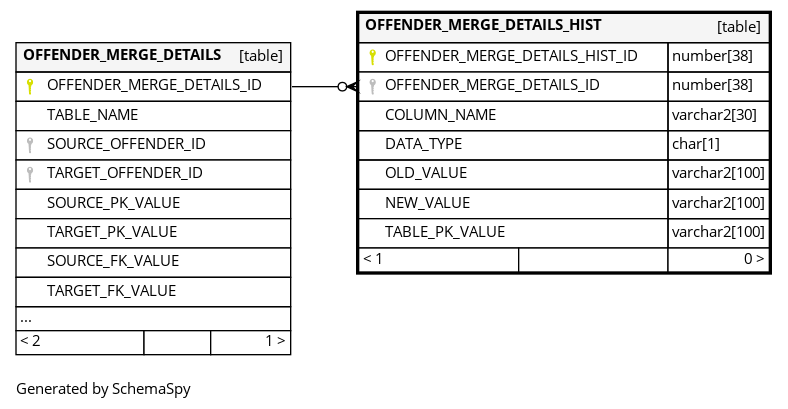 OFFENDER_MERGE_DETAILS [table]
OFFENDER_MERGE_DETAILS_ID
TABLE_NAME
SOURCE_OFFENDER_ID
TARGET_OFFENDER_ID
SOURCE_PK_VALUE
TARGET_PK_VALUE
SOURCE_FK_VALUE
TARGET_FK_VALUE
...
< 2 1 >
OFFENDER_MERGE_DETAILS_HIST [table]
OFFENDER_MERGE_DETAILS_HIST_ID number[38]
OFFENDER_MERGE_DETAILS_ID number[38]
COLUMN_NAME varchar2[30]
DATA_TYPE char[1]
OLD_VALUE varchar2[100]
NEW_VALUE varchar2[100]
TABLE_PK_VALUE varchar2[100]
< 1 0 >
Generated by SchemaSpy